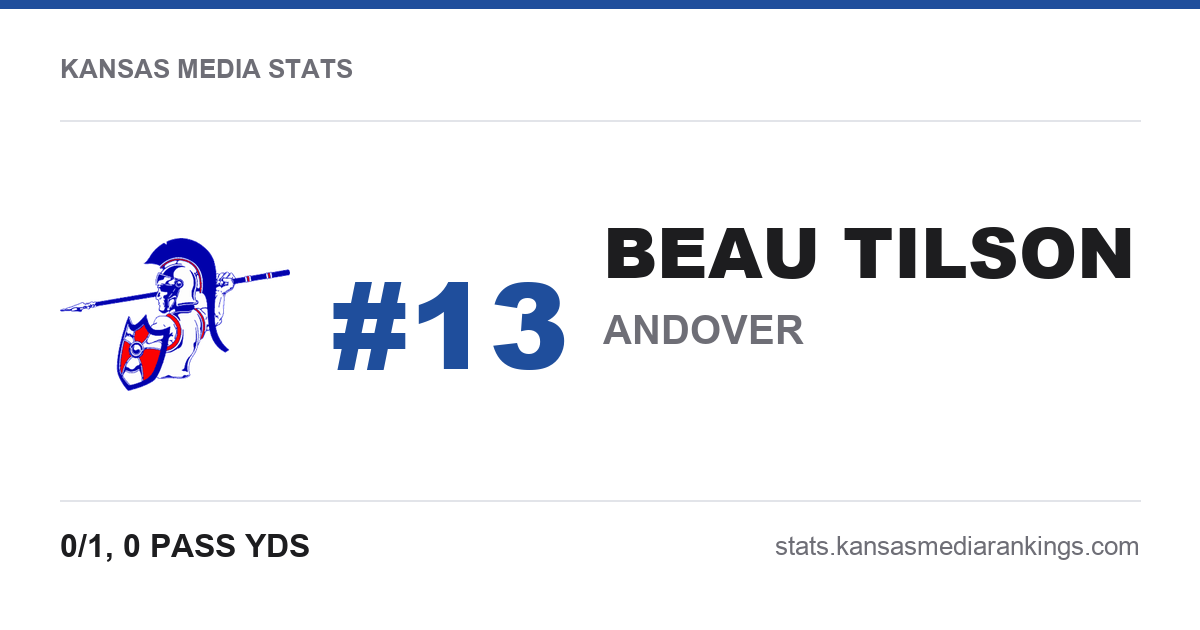 KANSAS MEDIA STATS
#13
BEAU TILSON
ANDOVER
0/1, 0 PASS YDS
stats.kansasmediarankings.com